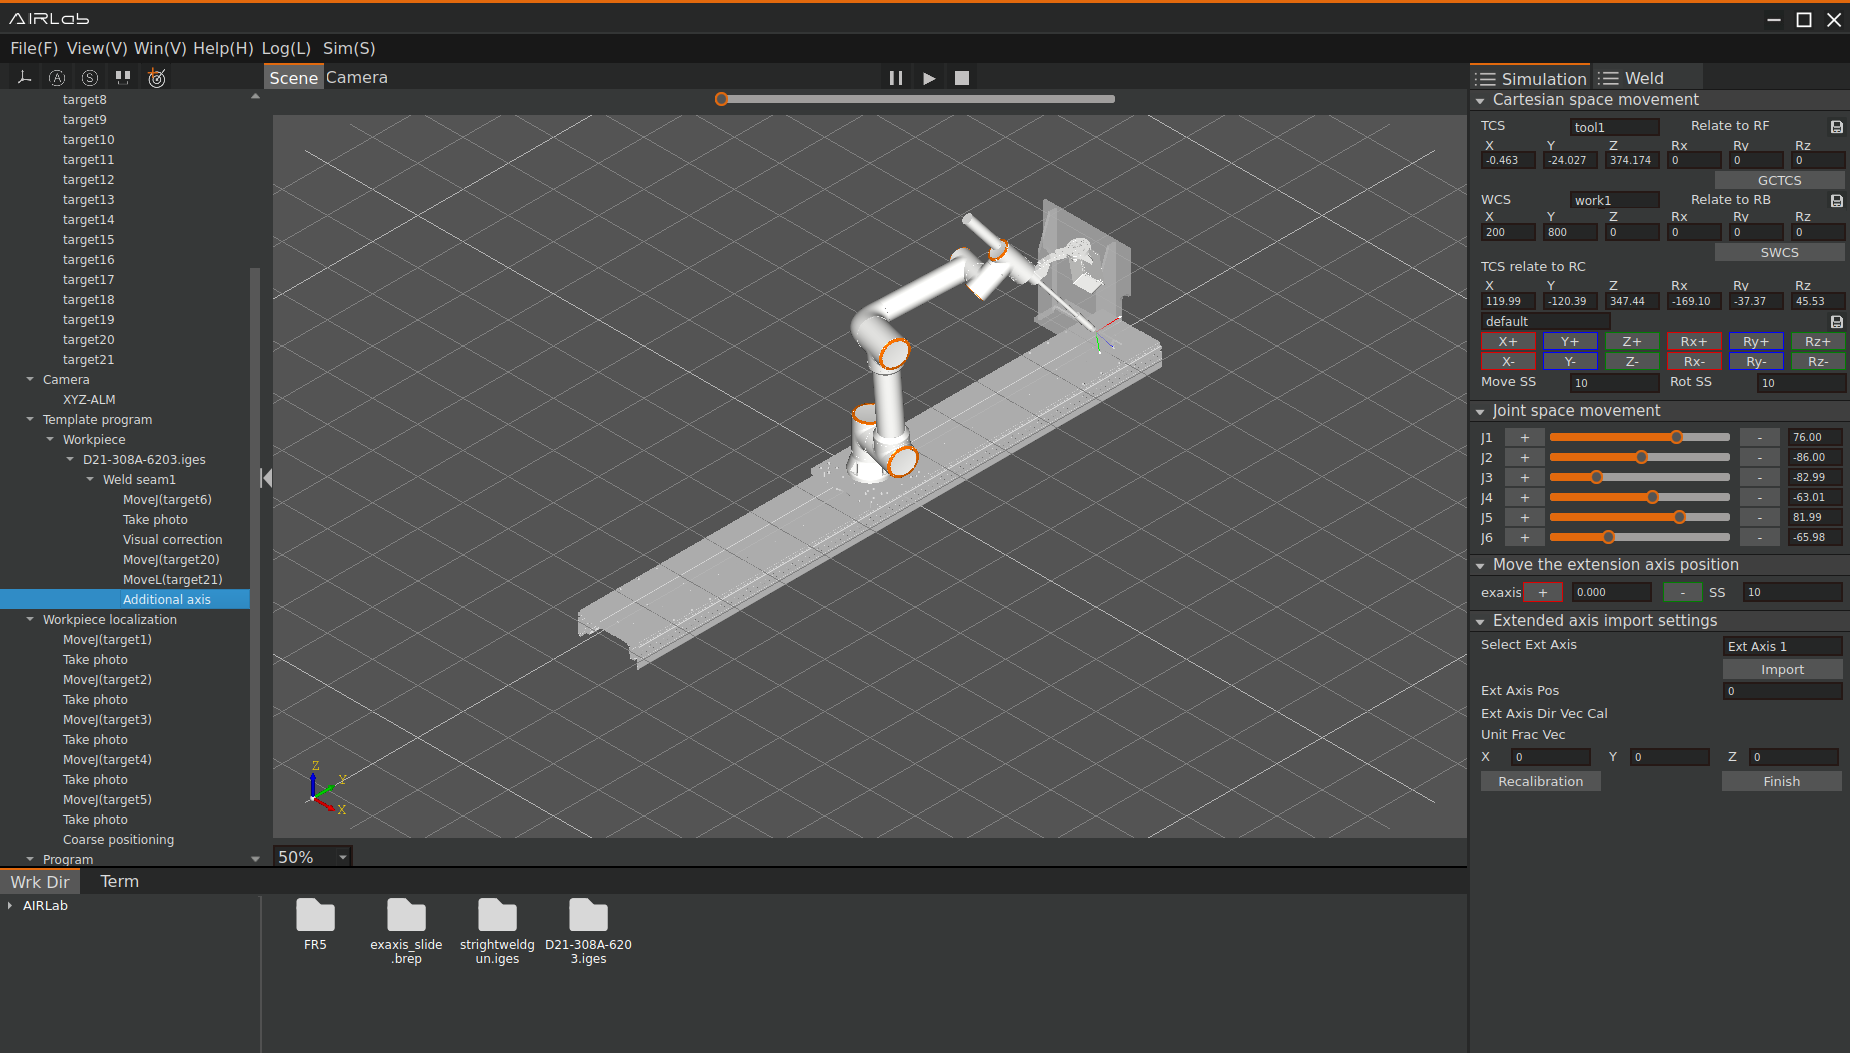 AIRLab
File(F) View(V) Win(V) Help(H) Log(L) Sim(S)
A S
Scene Camera
target8
target9
target10
target11
target12
target13
target14
target15
target16
target17
target18
target19
target20
target21
Camera
XYZ-ALM
Template program
Workpiece
D21-308A-6203.iges
Weld seam1
MoveJ(target6)
Take photo
Visual correction
MoveJ(target20)
MoveL(target21)
Additional axis
Workpiece localization
MoveJ(target1)
Take photo
MoveJ(target2)
Take photo
MoveJ(target3)
Take photo
MoveJ(target4)
Take photo
MoveJ(target5)
Take photo
Coarse positioning
Program
Z
Y
X
50%
Simulation Weld
Cartesian space movement
TCS tool1 Relate to RF
X Y Z Rx Ry Rz
-0.463 -24.027 374.174 0 0 0
GCTCS
WCS work1 Relate to RB
X Y Z Rx Ry Rz
200 800 0 0 0 0
SWCS
TCS relate to RC
X Y Z Rx Ry Rz
119.99 -120.39 347.44 -169.10 -37.37 45.53
default
X+ Y+ Z+ Rx+ Ry+ Rz+
X- Y- Z- Rx- Ry- Rz-
Move SS 10 Rot SS 10
Joint space movement
J1 + - 76.00
J2 + - -86.00
J3 + - -82.99
J4 + - -63.01
J5 + - 81.99
J6 + - -65.98
Move the extension axis position
exaxis + 0.000 - SS 10
Extended axis import settings
Select Ext Axis Ext Axis 1
Import
Ext Axis Pos 0
Ext Axis Dir Vec Cal
Unit Frac Vec
X 0 Y 0 Z 0
Recalibration Finish
Wrk Dir Term
AIRLab
FR5
exaxis_slide
.brep
strightweldg
un.iges
D21-308A-620
3.iges